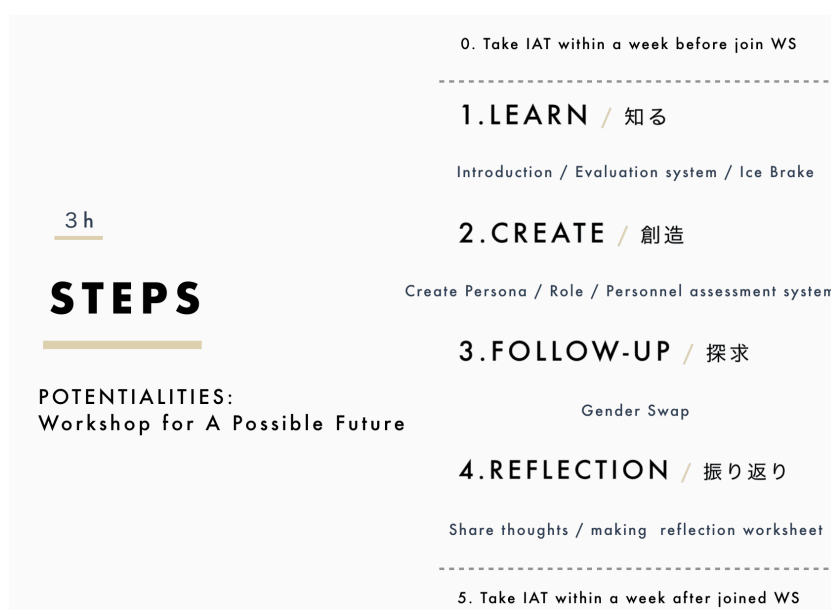 3h
STEPS
POTENTIALITIES:
Workshop for A Possible Future
0. Take IAT within a week before join WS
1.LEARN / 知る
Introduction / Evaluation system / Ice Brake
2.CREATE / 創造
Create Persona / Role / Personnel assessment system
3.FOLLOW-UP / 探求
Gender Swap
4.REFLECTION / 振り返り
Share thoughts / making reflection worksheet
5. Take IAT within a week after joined WS